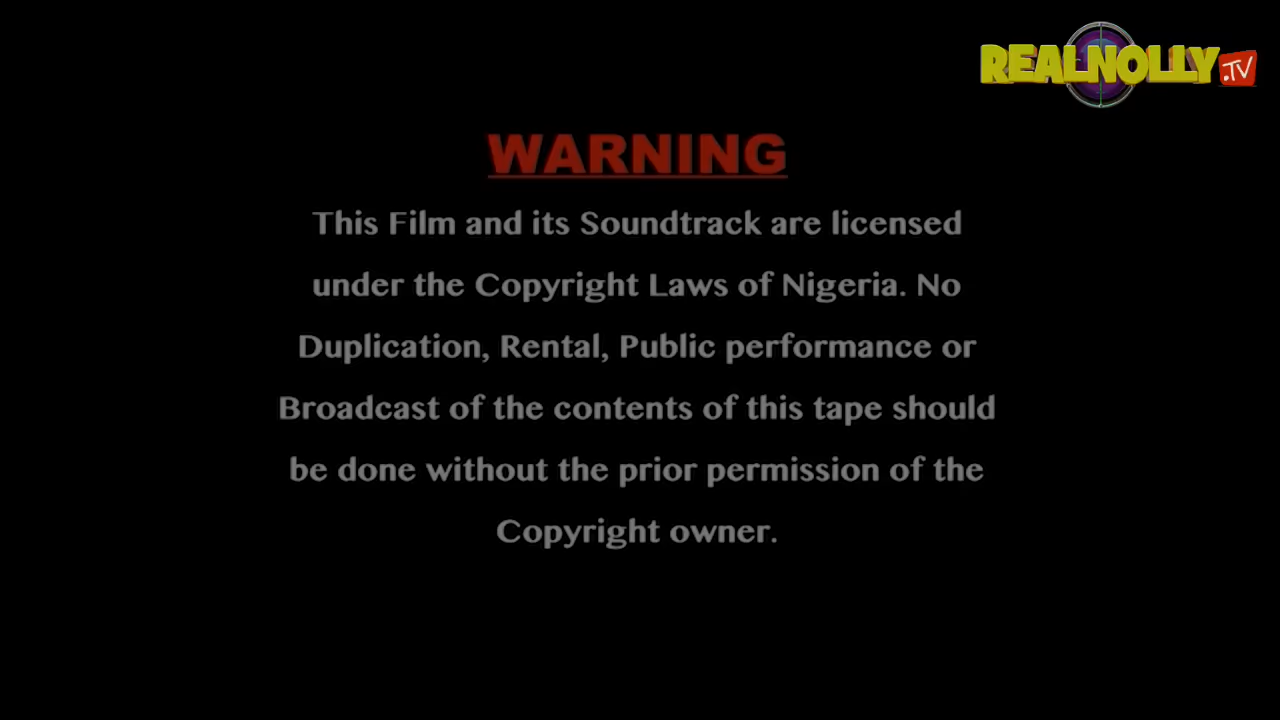 REALNOLLY.TV
WARNING
This Film and its Soundtrack are licensed
under the Copyright Laws of Nigeria. No
Duplication, Rental, Public performance or
Broadcast of the contents of this tape should
be done without the prior permission of the
Copyright owner.